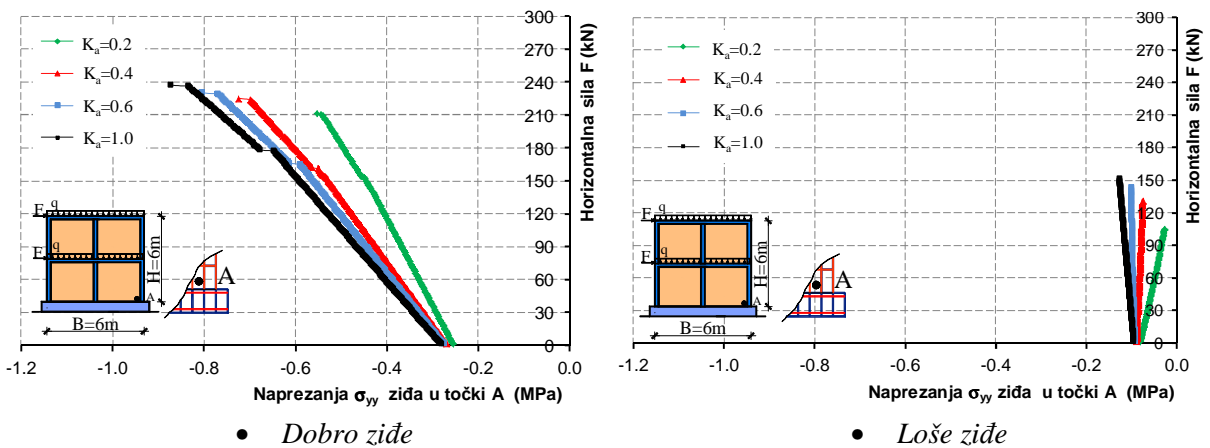 300
270
240
210
180
150
120
90
60
30
0
Horizontalna sila F (kN)
Kₐ=0.2
Kₐ=0.4
Kₐ=0.6
Kₐ=1.0
F
q
F
q
A
H=6m
B=6m
A
-1.2
-1.0
-0.8
-0.6
-0.4
-0.2
0.0
Naprezanja σyy ziđa u točki A (MPa)
• Dobro ziđe
300
270
240
210
180
150
120
90
60
30
0
Horizontalna sila F (kN)
Kₐ=0.2
Kₐ=0.4
Kₐ=0.6
Kₐ=1.0
F
q
F
q
A
H=6m
B=6m
A
-1.2
-1.0
-0.8
-0.6
-0.4
-0.2
0.0
Naprezanja σyy ziđa u točki A (MPa)
• Loše ziđe